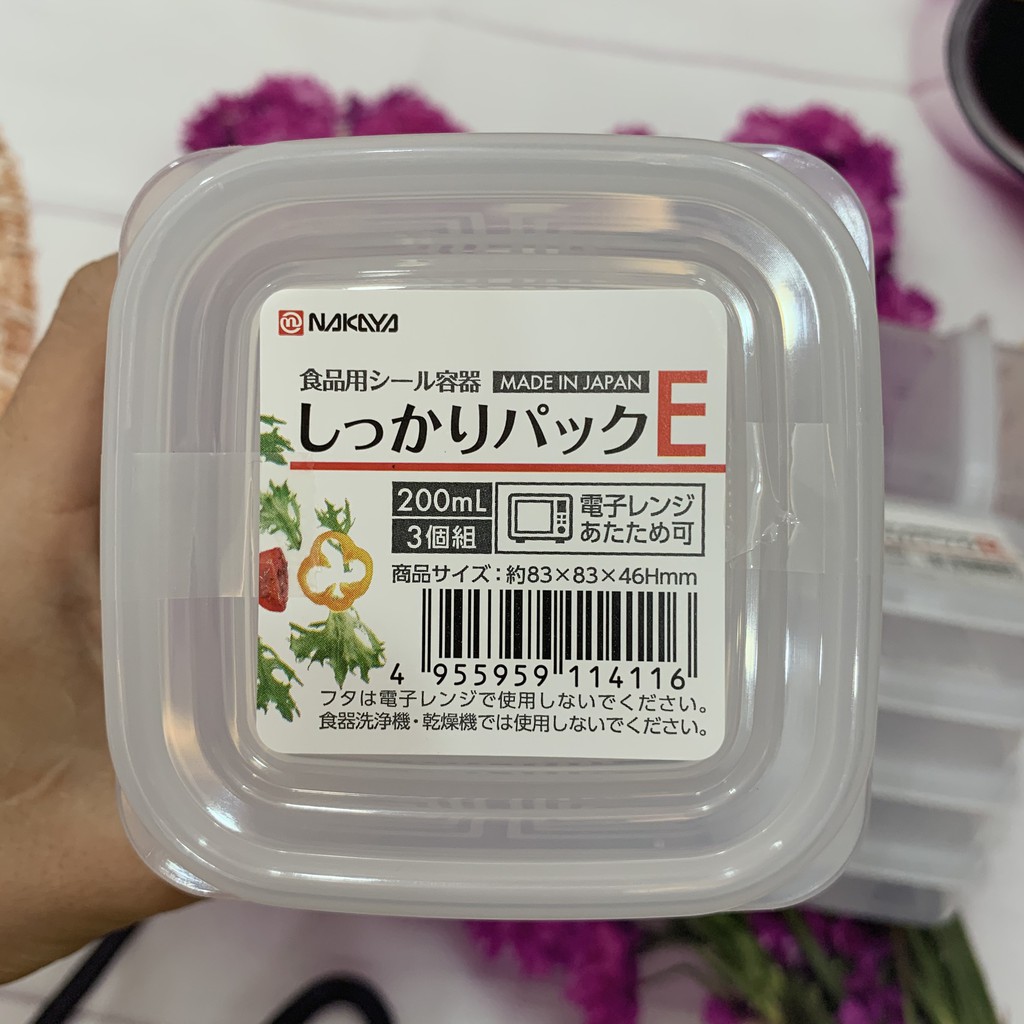 NAKAYA
食品用シール容器 MADE IN JAPAN
しっかりパックE
200mL
3個組
電子レンジ
あたため可
商品サイズ:約83×83×46Hmm
4 955959 114116
フタは電子レンジで使用しないでください。
食器洗浄機・乾燥機では使用しないでください。